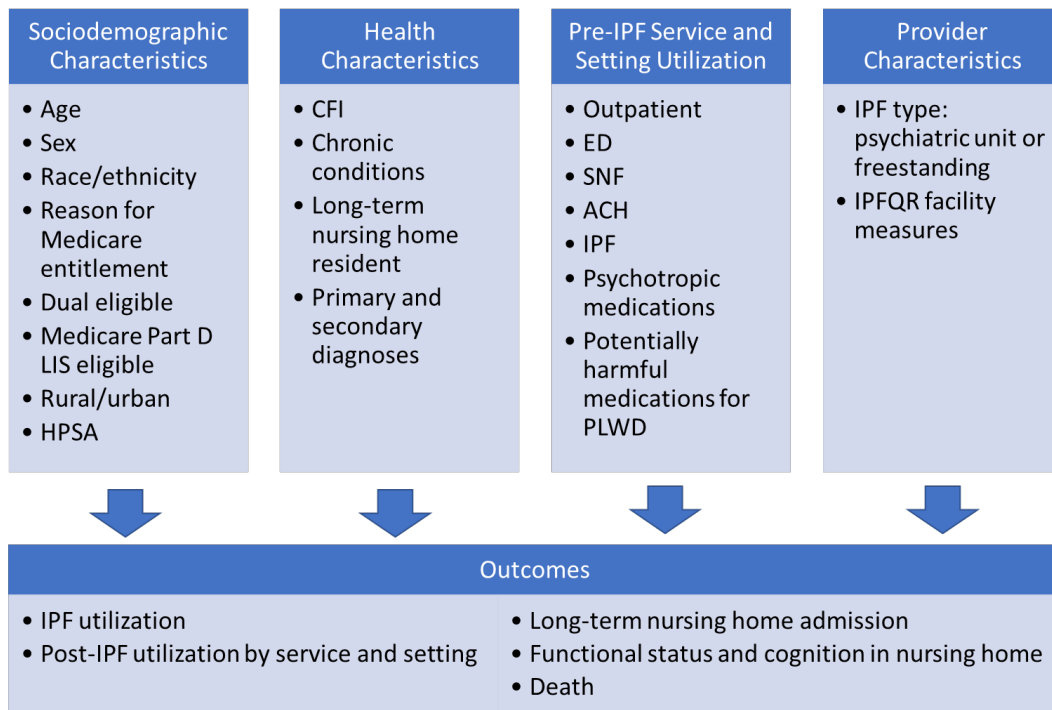 Sociodemographic
Characteristics
• Age
• Sex
• Race/ethnicity
• Reason for
Medicare
entitlement
• Dual eligible
• Medicare Part D
LIS eligible
• Rural/urban
• HPSA
Health
Characteristics
• CFI
• Chronic
conditions
• Long-term
nursing home
resident
• Primary and
secondary
diagnoses
Pre-IPF Service and
Setting Utilization
• Outpatient
• ED
• SNF
• ACH
• IPF
• Psychotropic
medications
• Potentially
harmful
medications for
PLWD
Provider
Characteristics
• IPF type:
psychiatric unit or
freestanding
• IPFQR facility
measures
Outcomes
• IPF utilization
• Post-IPF utilization by service and setting
• Long-term nursing home admission
• Functional status and cognition in nursing home
• Death